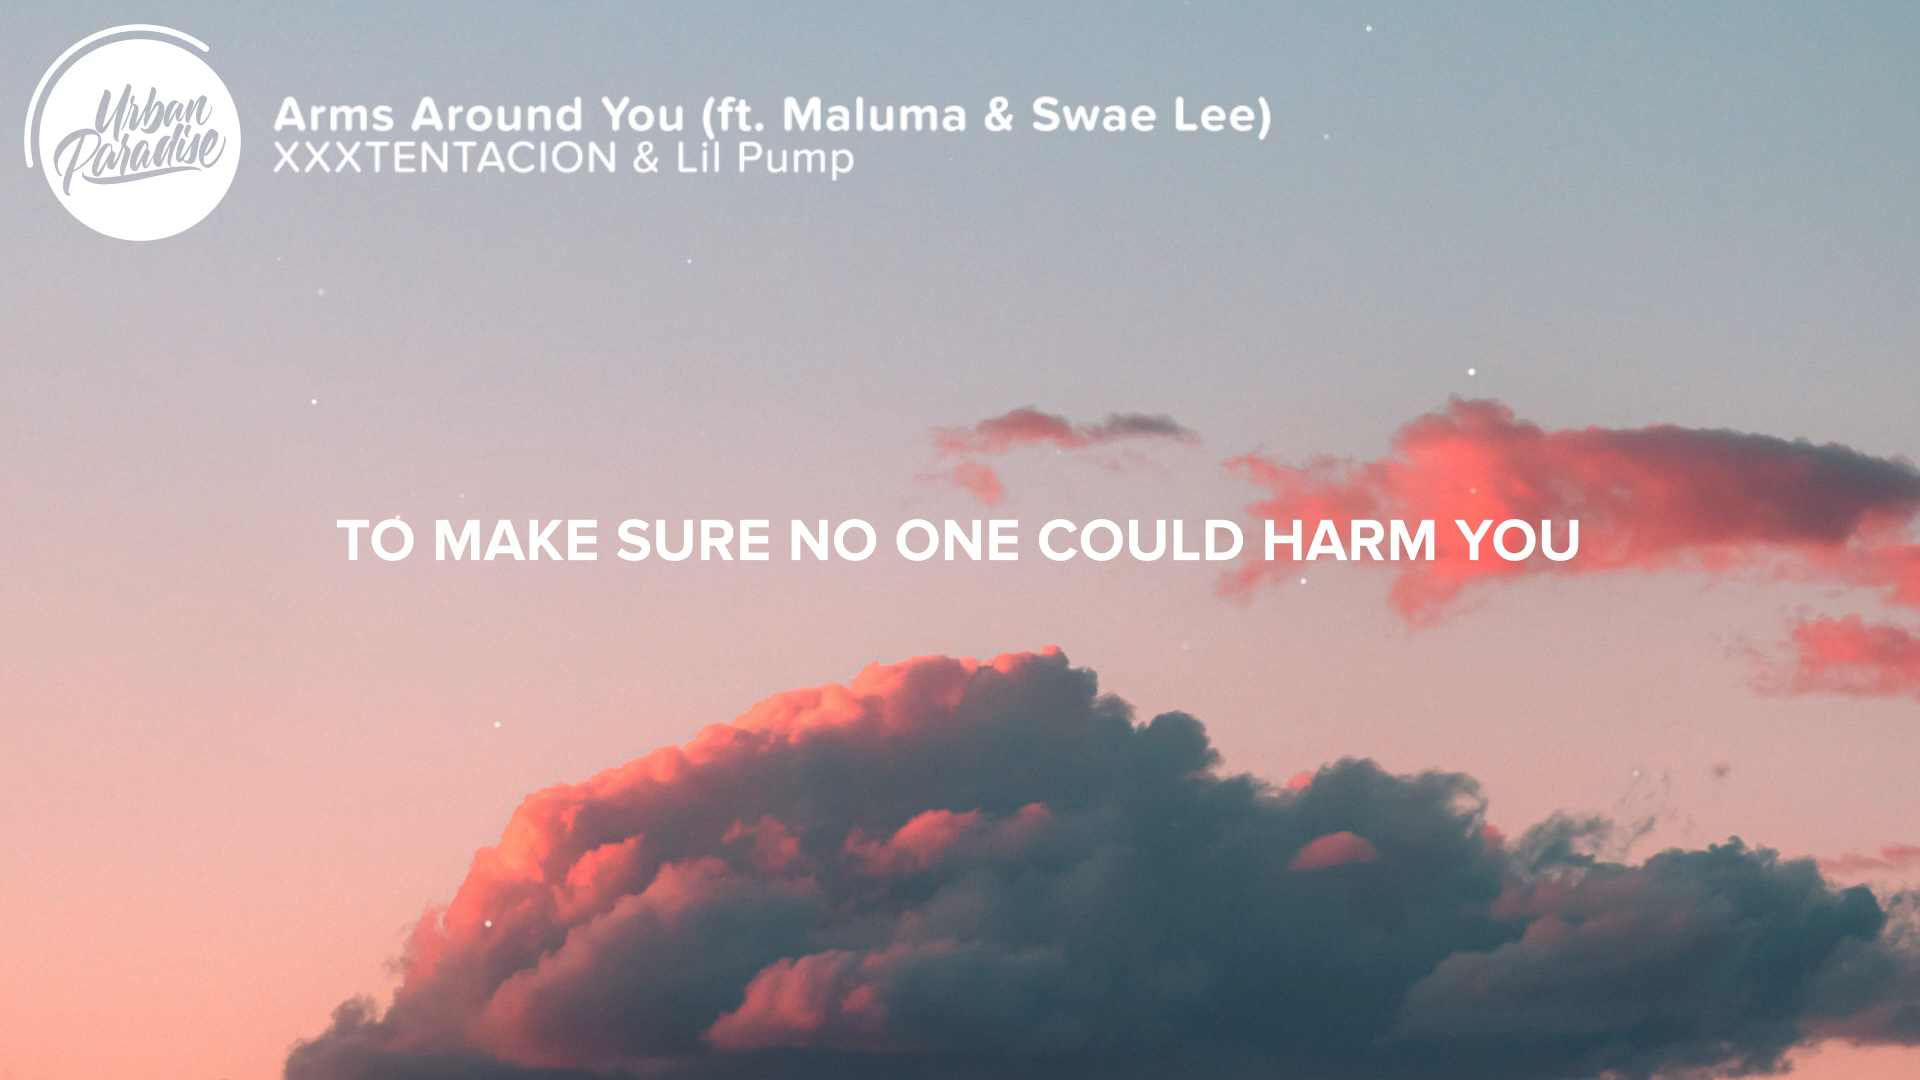 Urban
Paradise
Arms Around You (ft. Maluma & Swae Lee)
XXXTENTACION & Lil Pump
TO MAKE SURE NO ONE COULD HARM YOU